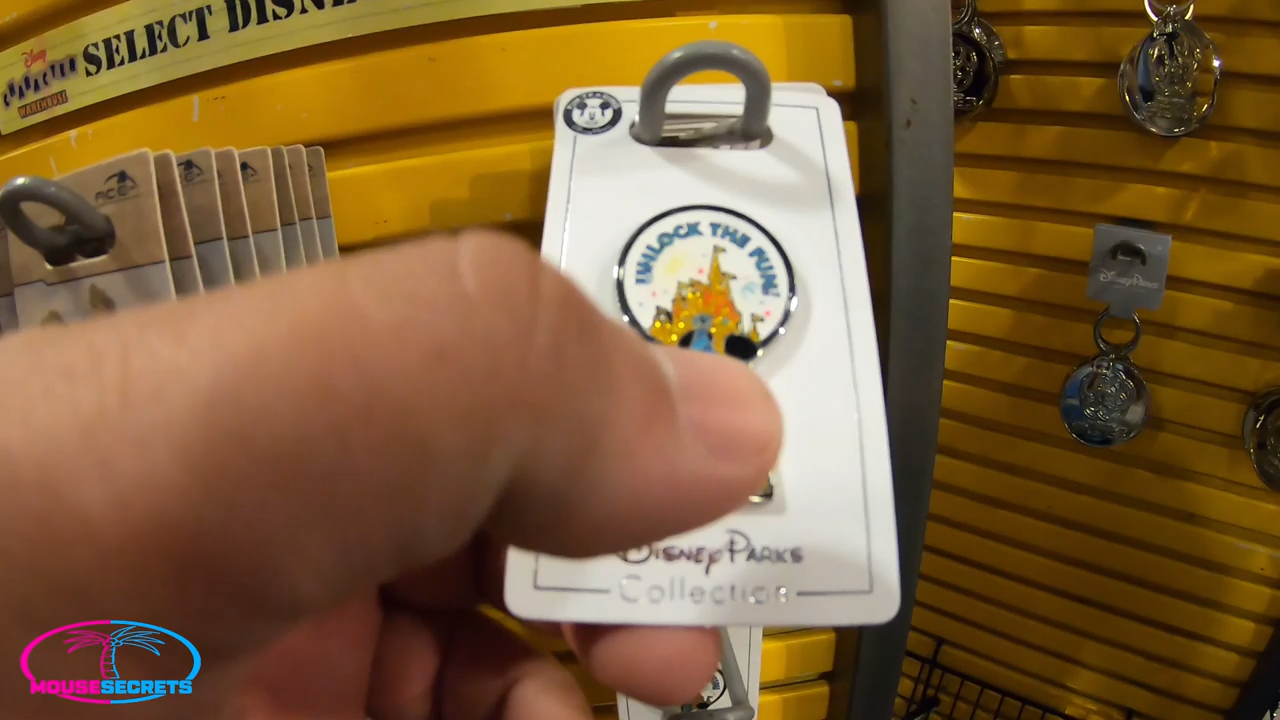 SELECT DISNE
Disney
CHARACTER
WAREHOUSE
UNLOCK THE FUN!
DISNEY PARKS
Collection
Disney Parks
MOUSESECRETS